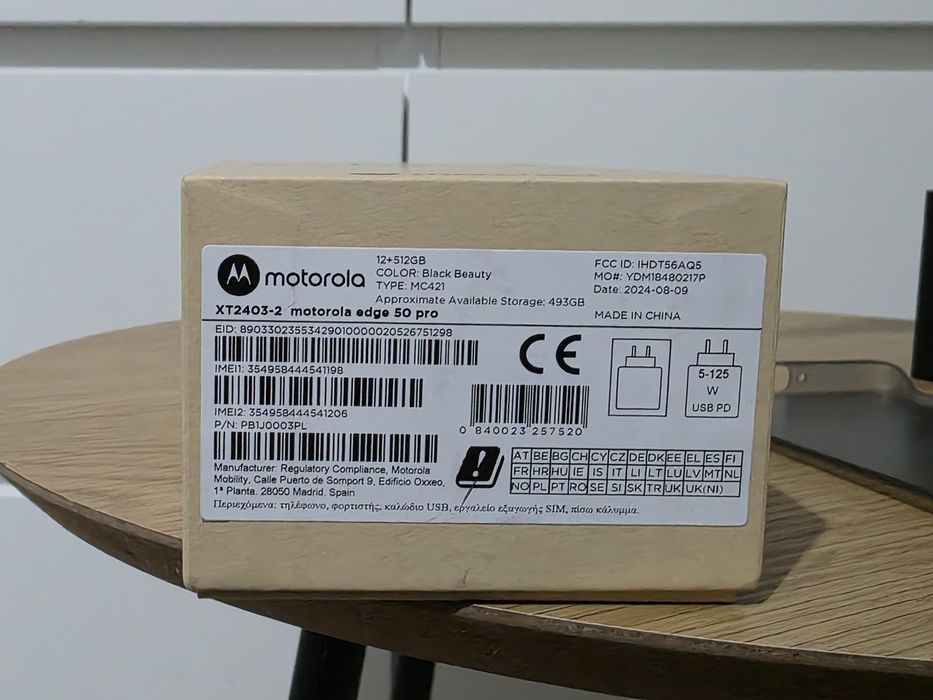 motorola
12+512GB
COLOR: Black Beauty
TYPE: MC421
Approximate Available Storage: 493GB
FCC ID: IHDT56AQ5
MO#: YDM18480217P
Date: 2024-08-09
XT2403-2 motorola edge 50 pro
MADE IN CHINA
EID: 89033023553429010000020526751298
IMEI1: 354958444541198
IMEI2: 354958444541206
P/N: PB1J0003PL
CE
0 840023 257520
5-125
W
USB PD
Manufacturer: Regulatory Compliance, Motorola
Mobility, Calle Puerto de Somport 9, Edificio Oxxeo,
1ª Planta, 28050 Madrid, Spain
AT BE BG CH CY CZ DE DK EE EL ES FI
FR HR HU IE IS IT LI LT LU LV MT NL
NO PL PT RO SE SI SK TR UK UK(NI)
Περιεχόμενα: τηλέφωνο, φορτιστής, καλώδιο USB, εργαλείο εξαγωγής SIM, πίσω κάλυμμα.